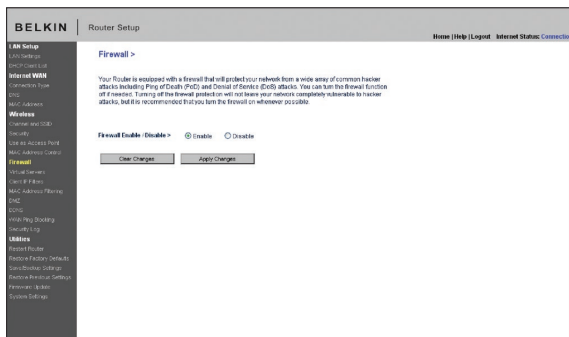 BELKIN
Router Setup
Home | Help | Logout Internet Status: Connectio
LAN Setup
LAN Settings
DHCP Client List
Internet WAN
Connection Type
DNS
MAC Address
Wireless
Channel and SSID
Security
Use as Access Point
MAC Address Control
Firewall
Virtual Servers
Client IP Filters
MAC Address Filtering
DMZ
DDNS
WAN Ping Blocking
Security Log
Utilities
Restart Router
Restore Factory Defaults
Save/Backup Settings
Restore Previous Settings
Firmware Update
System Settings
Firewall >
Your Router is equipped with a firewall that will protect your network from a wide array of common hacker
attacks including Ping of Death (PoD) and Denial of Service (DoS) attacks. You can turn the firewall function
off if needed. Turning off the firewall protection will not leave your network completely vulnerable to hacker
attacks, but it is recommended that you turn the firewall on whenever possible.
Firewall Enable / Disable > Enable Disable
Clear Changes Apply Changes